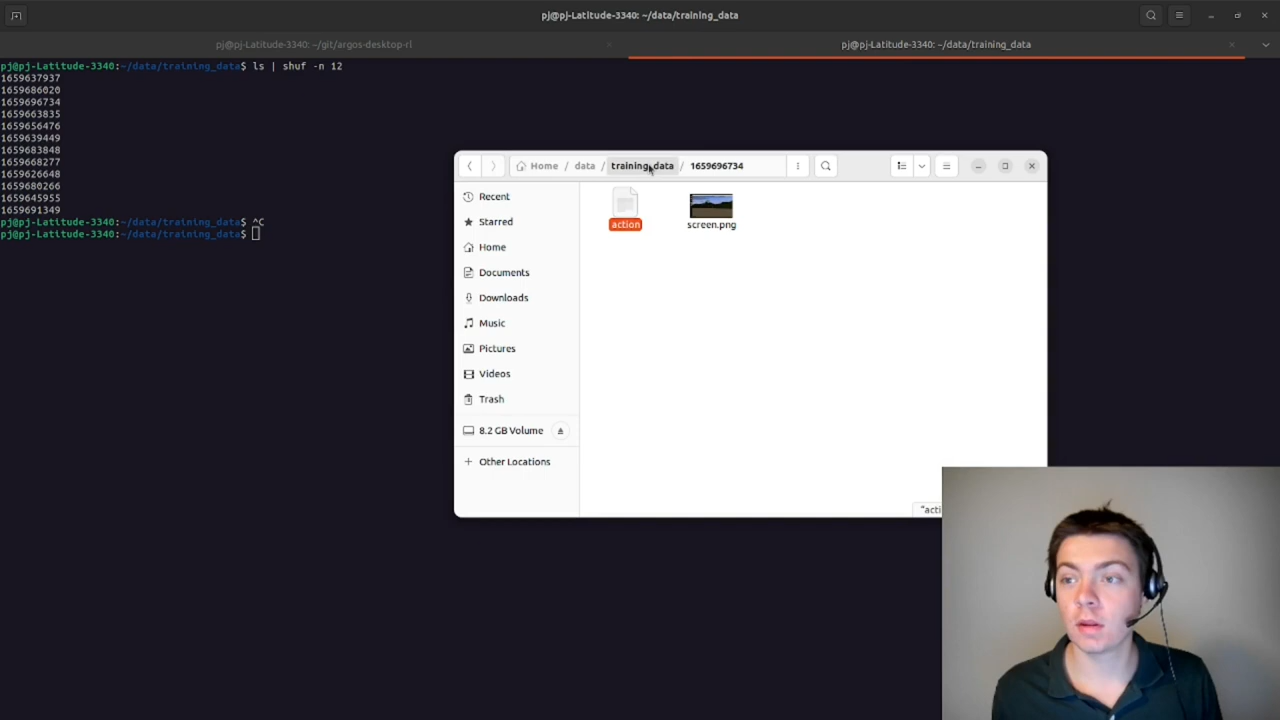 pj@pj-Latitude-3340: ~/data/training_data
pj@pj-Latitude-3340: ~/git/argos-desktop-rl
pj@pj-Latitude-3340: ~/data/training_data
pj@pj-Latitude-3340:~/data/training_data$ ls | shuf -n 12
1659637937
1659686020
1659696734
1659663835
1659656476
1659639449
1659683848
1659668277
1659626648
1659680266
1659645955
1659691349
pj@pj-Latitude-3340:~/data/training_data$ ^C
pj@pj-Latitude-3340:~/data/training_data$
Home / data / training_data / 1659696734
Recent
Starred
Home
Documents
Downloads
Music
Pictures
Videos
Trash
8.2 GB Volume
Other Locations
action
screen.png
"acti